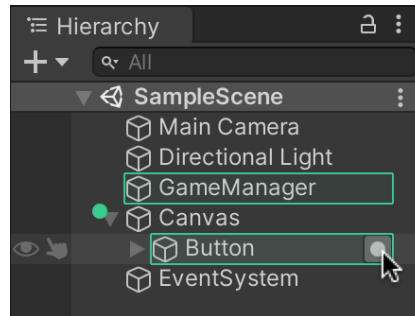 Hierarchy
All
SampleScene
Main Camera
Directional Light
GameManager
Canvas
Button
EventSystem